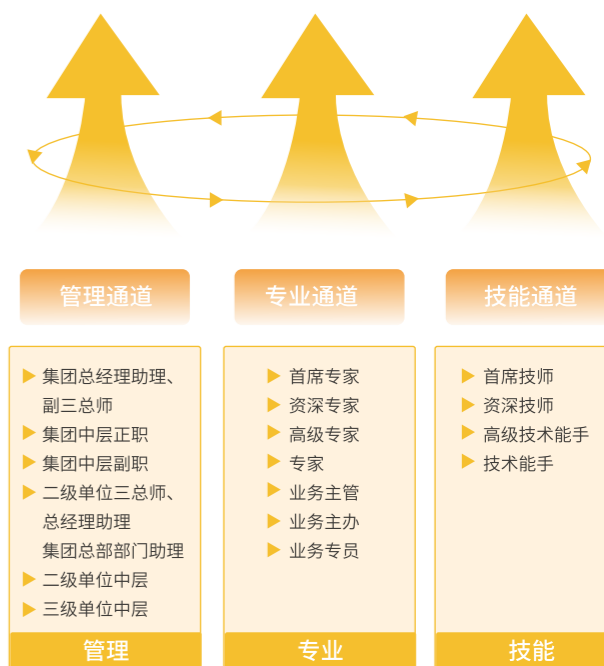 管理通道
集团总经理助理、
副三总师
集团中层正职
集团中层副职
二级单位三总师、
总经理助理
集团总部部门助理
二级单位中层
三级单位中层
管理
专业通道
首席专家
资深专家
高级专家
专家
业务主管
业务主办
业务专员
专业
技能通道
首席技师
资深技师
高级技术能手
技术能手
技能